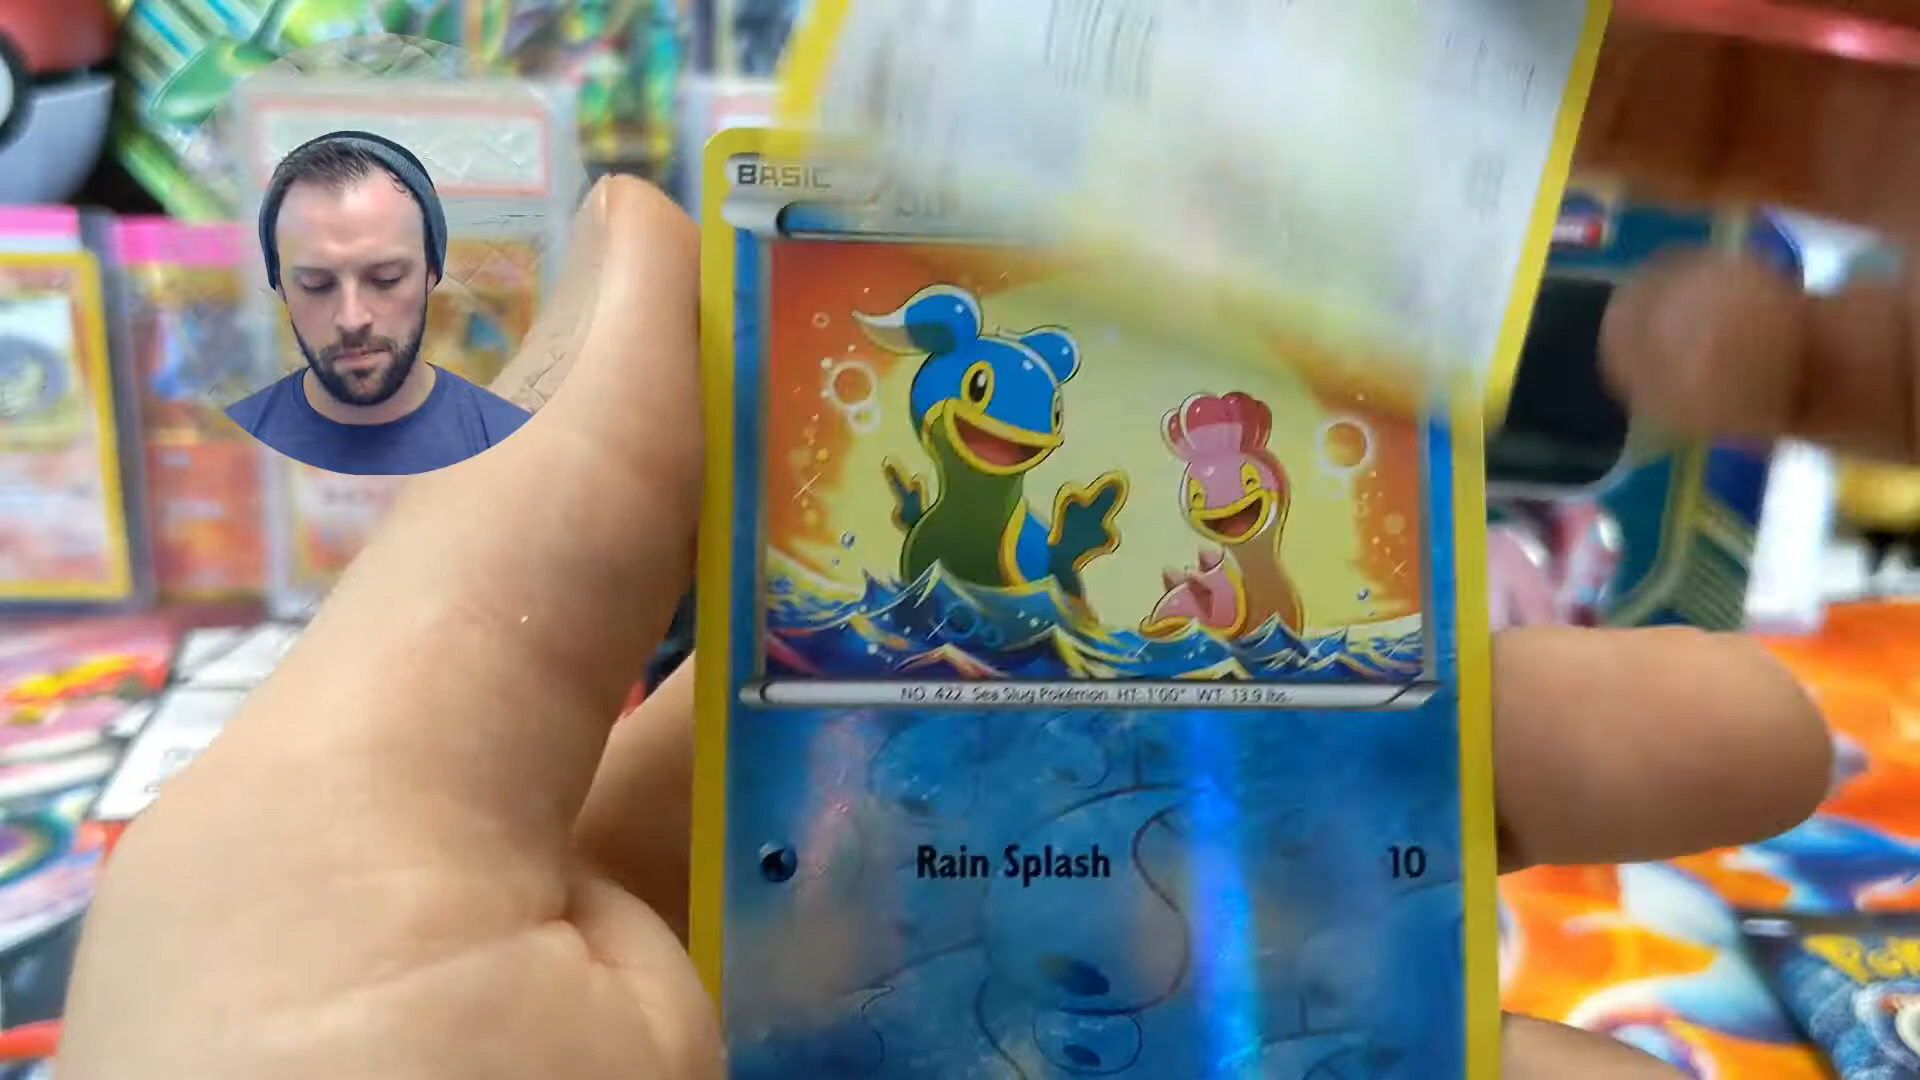 BASIC
NO. 422 Sea Slug Pokémon HT: 1'00" WT: 13.9 lbs.
Rain Splash 10